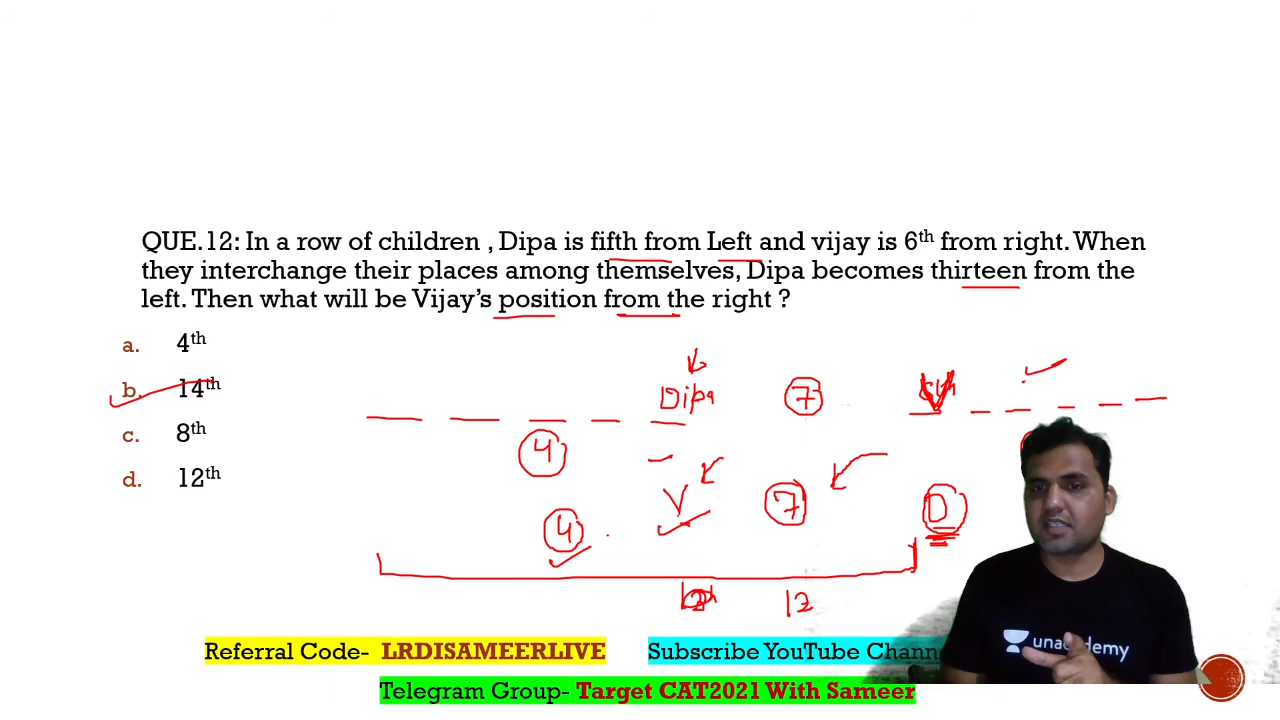 QUE.12: In a row of children , Dipa is fifth from Left and vijay is 6th from right. When
they interchange their places among themselves, Dipa becomes thirteen from the
left. Then what will be Vijay's position from the right ?
a. 4th
b. 14th
c. 8th
d. 12th
Dipa 7 V
4
V 7 D
4
12
unacademy
Referral Code- LRDISAMEERLIVE Subscribe YouTube
Telegram Group- Target CAT2021 With Sameer